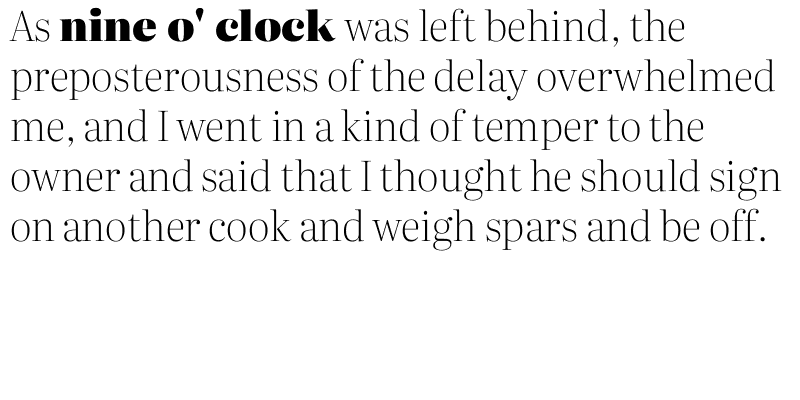 As nine o' clock was left behind, the
preposterousness of the delay overwhelmed
me, and I went in a kind of temper to the
owner and said that I thought he should sign
on another cook and weigh spars and be off.